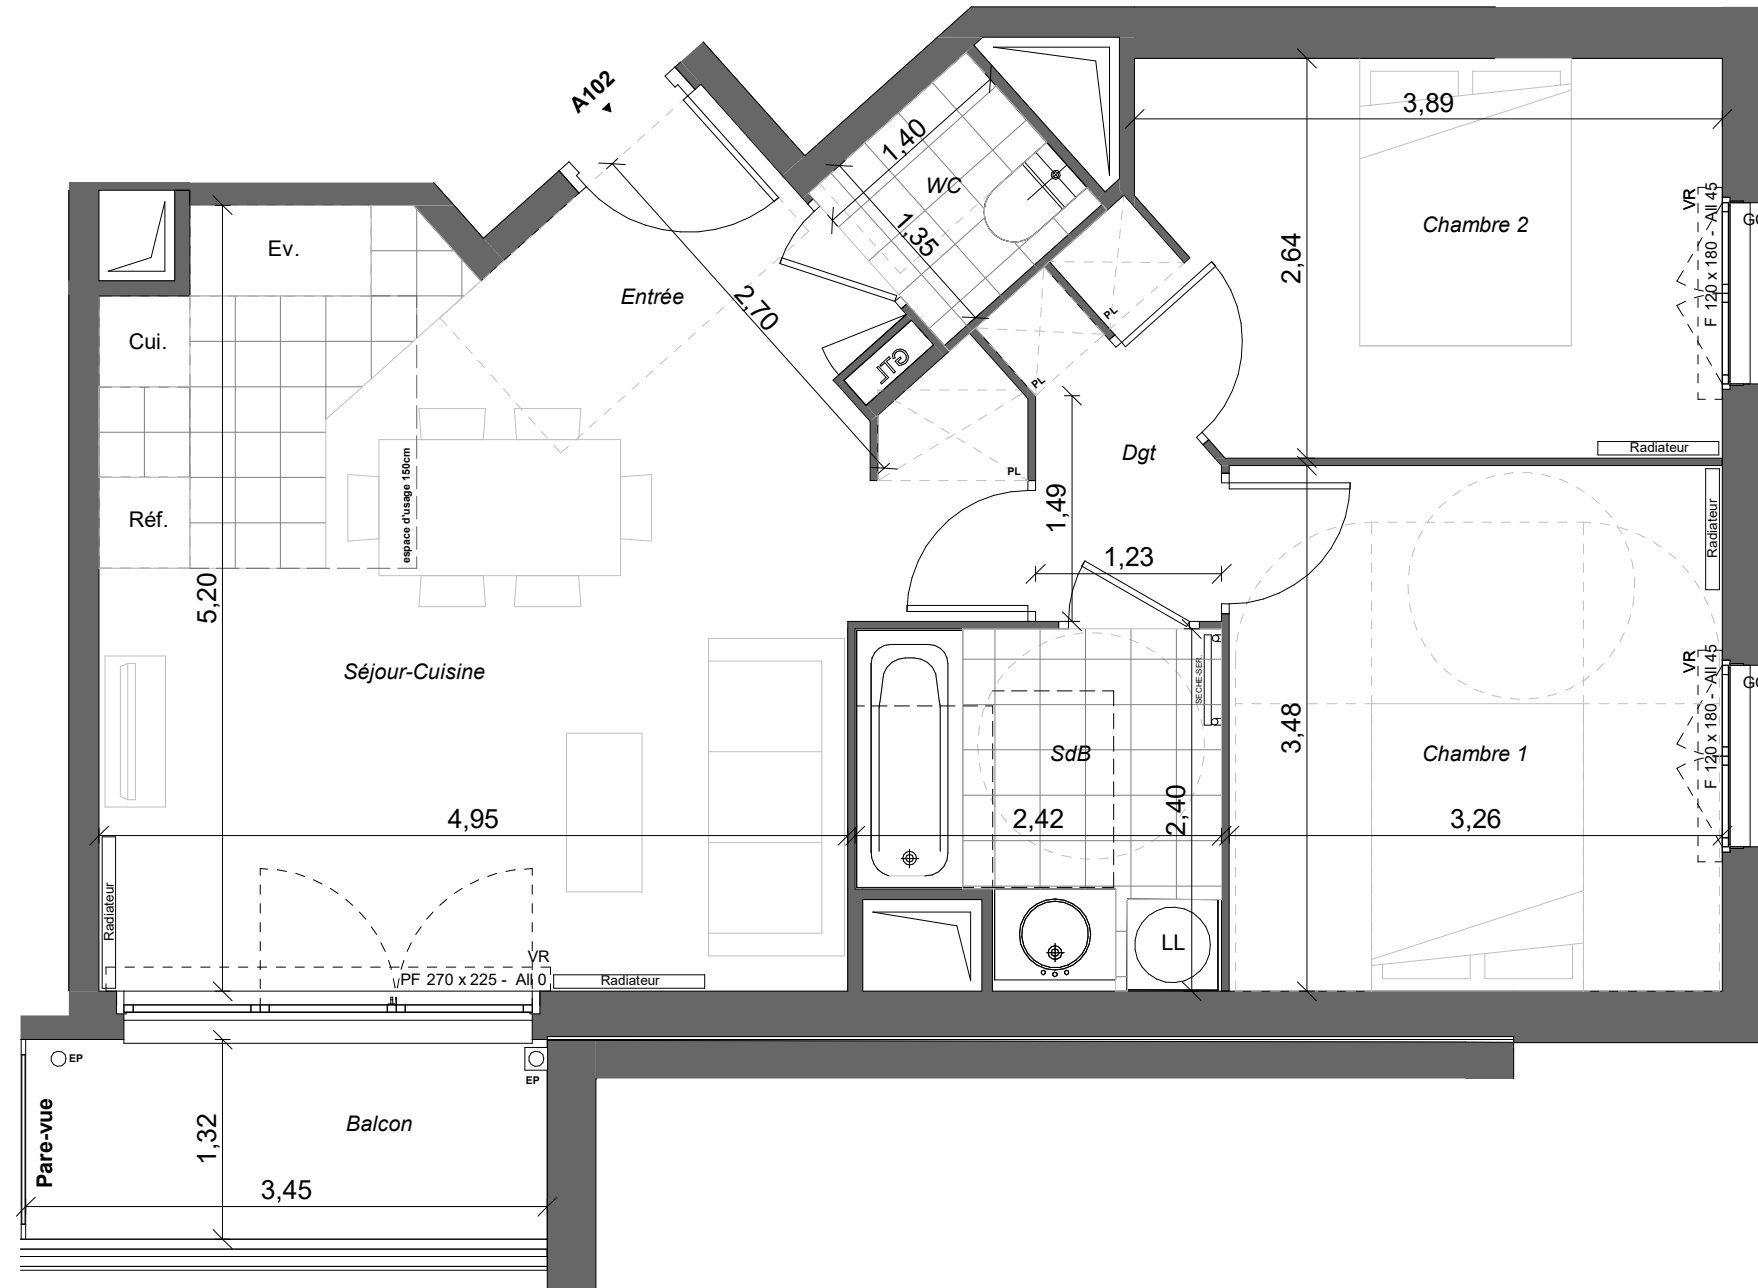 A102
3,89
1,40
WC
VR
F 120 x 180 - All 45
Chambre 2
1,35
Ev.
2,64
Entrée
2,70
PL
Cui.
GTL
PL
Radiateur
Dgt
PL
espace d'usage 150cm
1,49
Radiateur
Réf.
1,23
5,20
Séjour-Cuisine
SECHE-SER.
VR
F 120 x 180 - All 45
3,48
SdB
Chambre 1
4,95
2,42
2,40
3,26
Radiateur
LL
VR
PF 270 x 225 - All 0
Radiateur
EP
EP
Pare-vue
1,32
Balcon
3,45